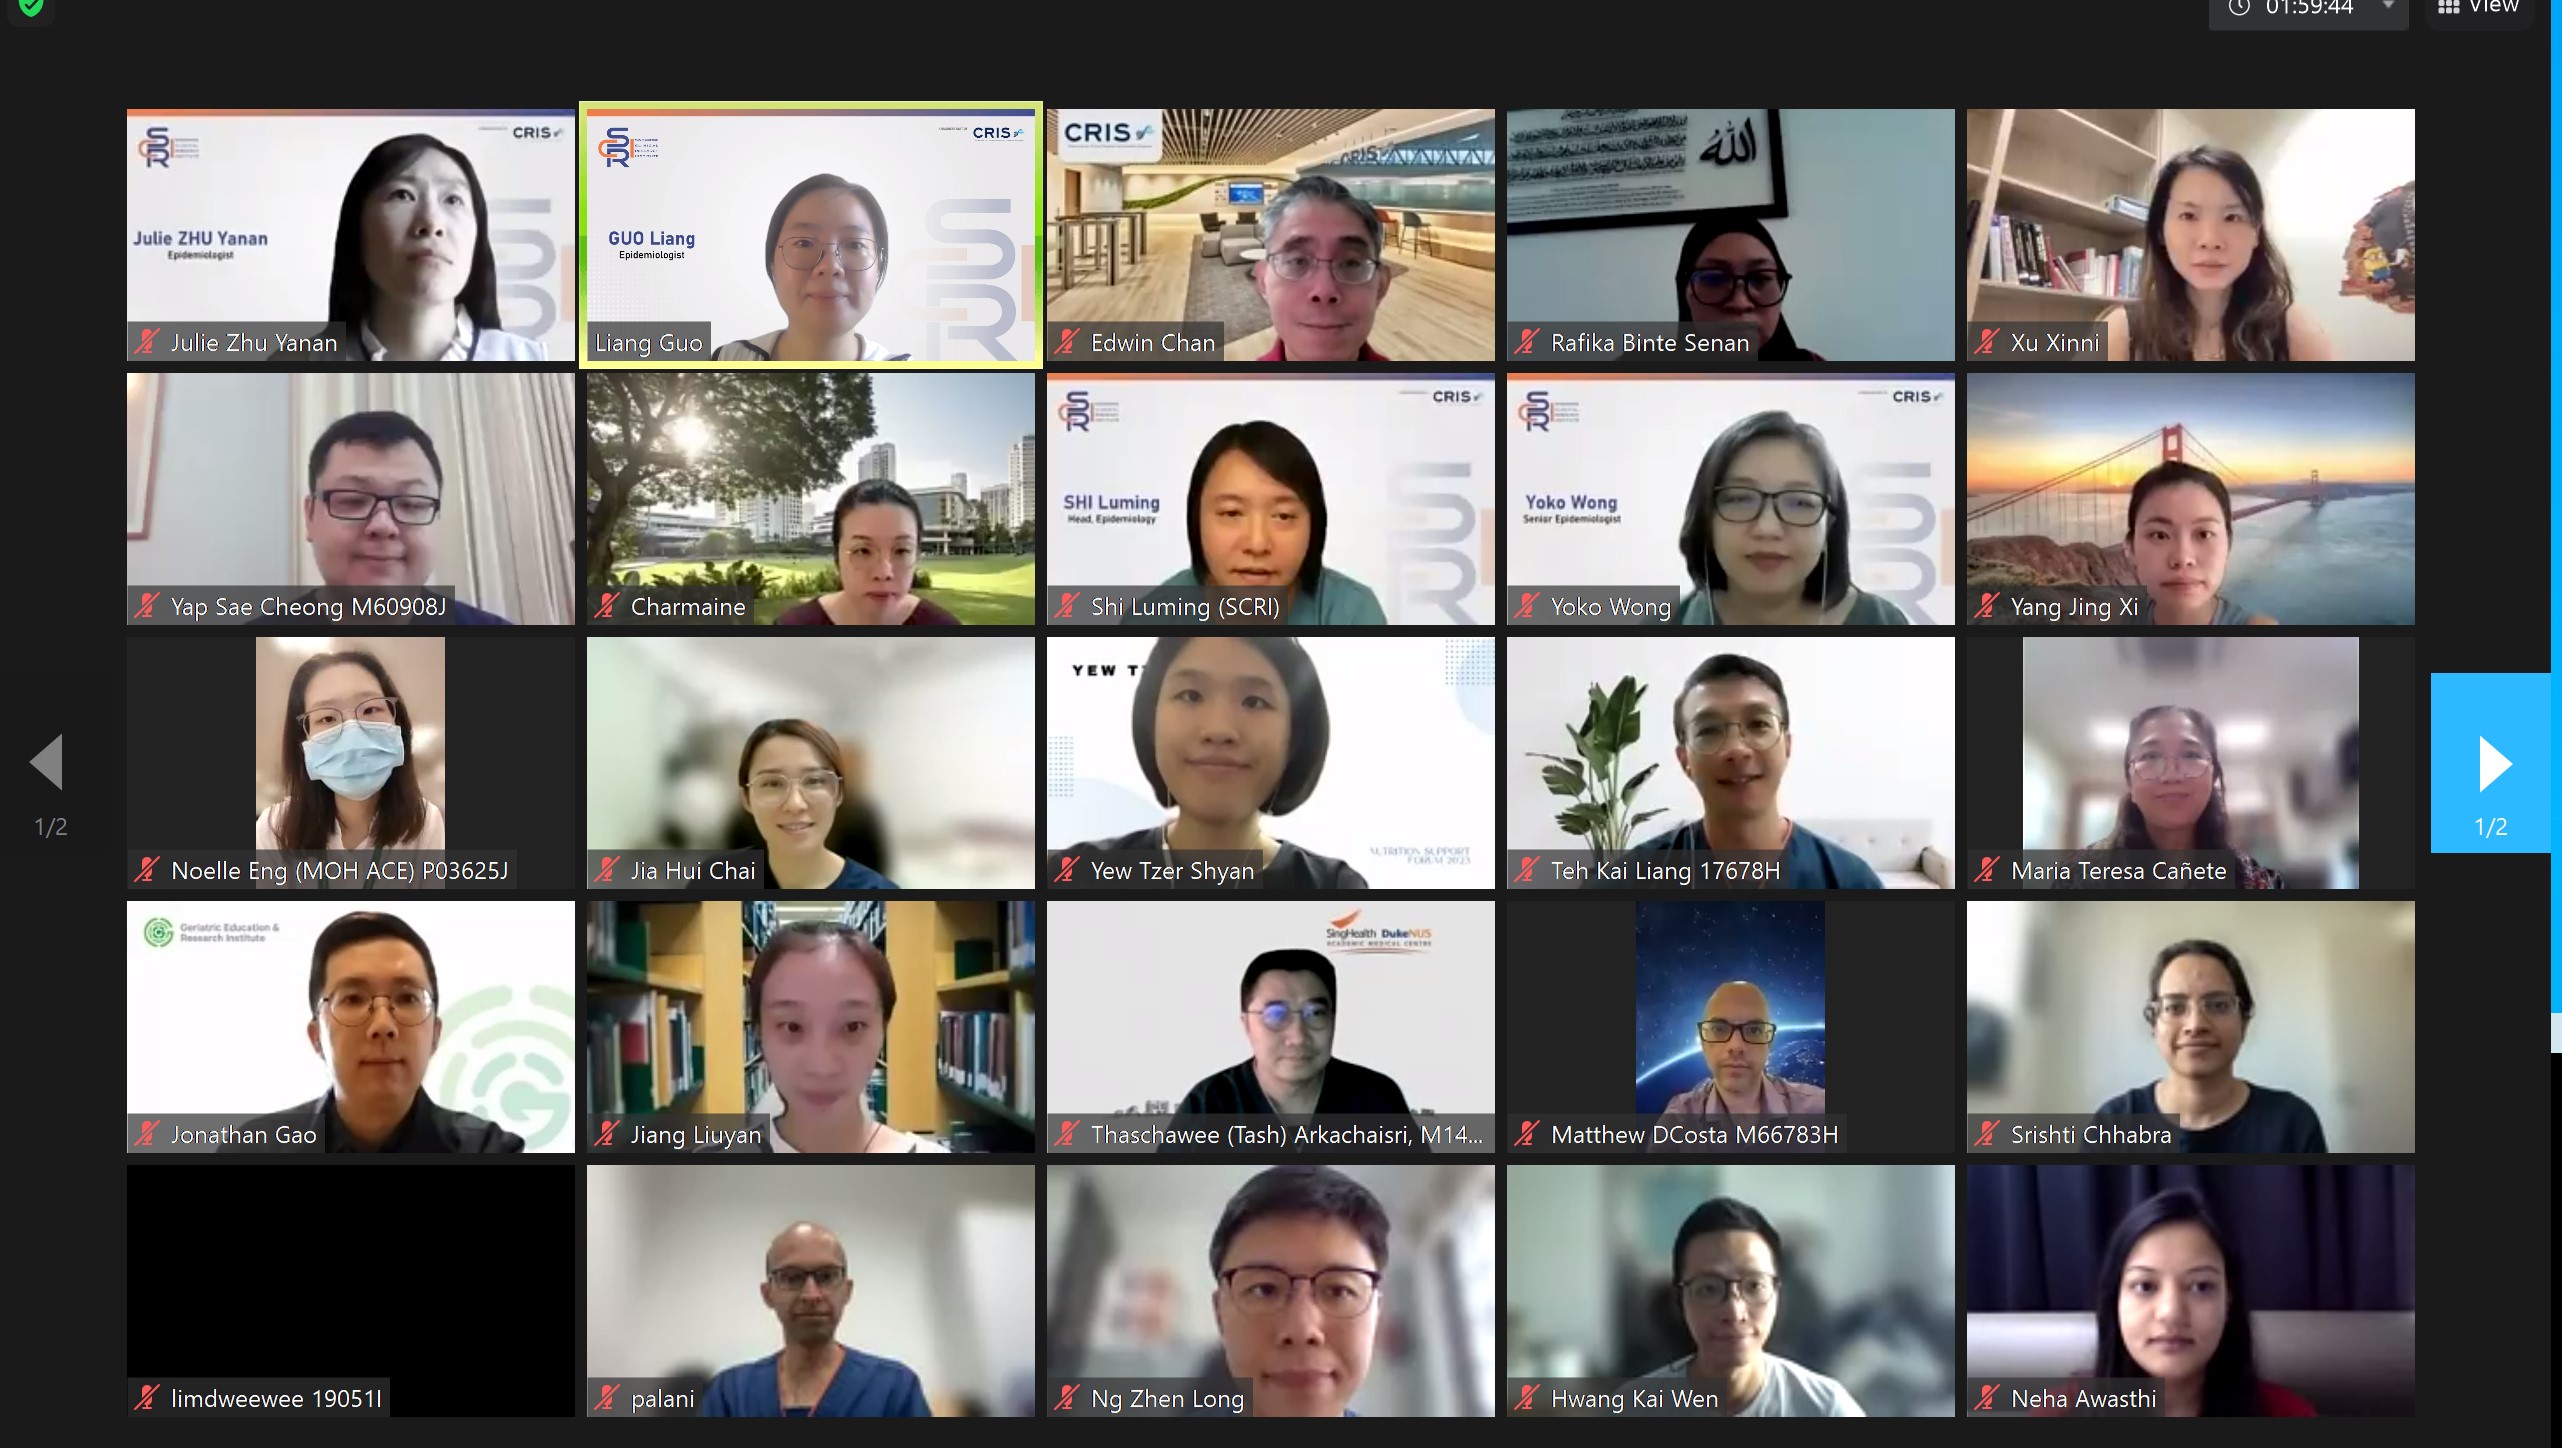 01:59:44
View
CRIS
Julie ZHU Yanan
Epidemiologist
Julie Zhu Yanan
CRIS
GUO Liang
Epidemiologist
Liang Guo
CRIS
CRIS
Edwin Chan
الله
Rafika Binte Senan
Xu Xinni
Yap Sae Cheong M60908J
Charmaine
CRIS
SHI Luming
Head, Epidemiology
Shi Luming (SCRI)
CRIS
Yoko Wong
Senior Epidemiologist
Yoko Wong
Yang Jing Xi
1/2
Noelle Eng (MOH ACE) P03625J
Jia Hui Chai
YEW T
NUTRITION SUPPORT
FORUM 2023
Yew Tzer Shyan
Teh Kai Liang 17678H
Maria Teresa Cañete
1/2
Geriatric Education &
Research Institute
Jonathan Gao
Jiang Liuyan
SingHealth DukeNUS
ACADEMIC MEDICAL CENTRE
Thaschawee (Tash) Arkachaisri, M14...
Matthew DCosta M66783H
Srishti Chhabra
limdweewee 19051I
palani
Ng Zhen Long
Hwang Kai Wen
Neha Awasthi